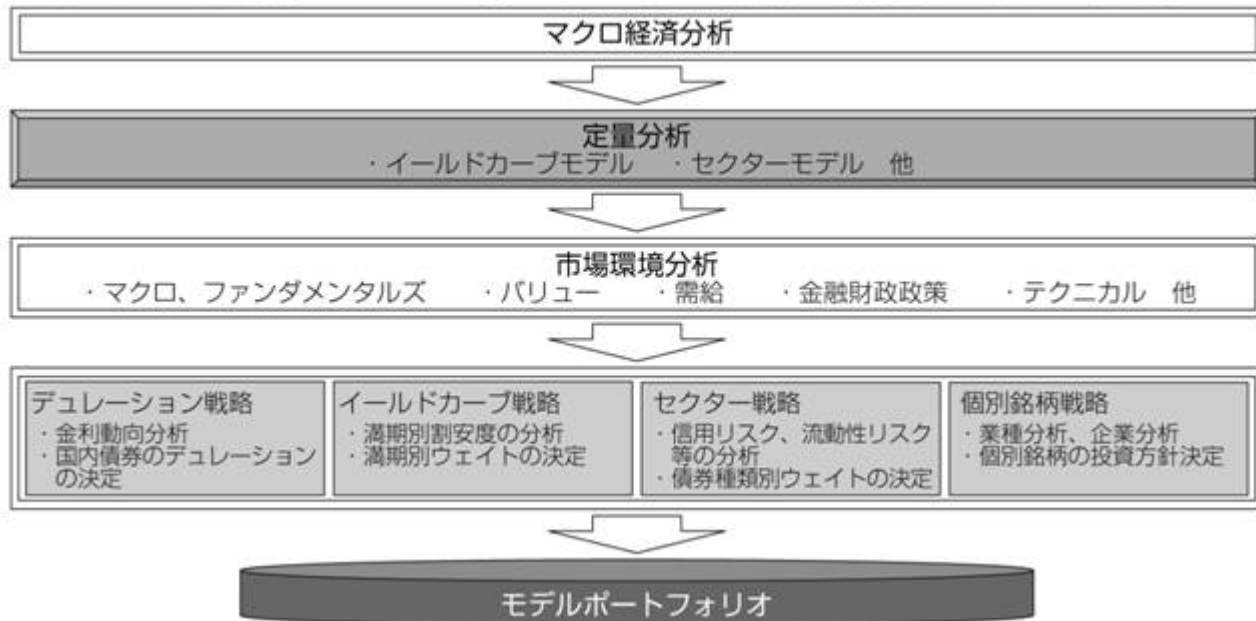 マクロ経済分析
定量分析
・イールドカーブモデル ・セクターモデル 他
市場環境分析
・マクロ、ファンダメンタルズ ・バリュー ・需給 ・金融財政政策 ・テクニカル 他
デュレーション戦略
・金利動向分析
・国内債券のデュレーション
の決定
イールドカーブ戦略
・満期別割安度の分析
・満期別ウェイトの決定
セクター戦略
・信用リスク、流動性リスク
等の分析
・債券種類別ウェイトの決定
個別銘柄戦略
・業種分析、企業分析
・個別銘柄の投資方針決定
モデルポートフォリオ